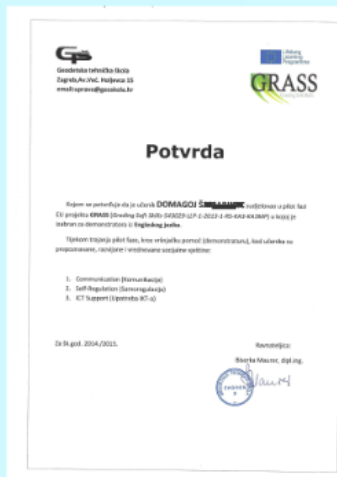 Geodetska tehnička škola
Zagreb,Av.Već. Holjevca 15
Lifelong
Learning
Programme
GRASS
Potvrda
Kojom se potvrđuje da je učenik DOMAGOJ sudjelovao u pilot fazi
EU projekta GRASS (Grading Soft Skills u kojoj je
izabran za demonstratora iz Engleskog jezika.
Tijekom trajanja pilot faze, kroz vršnjačku pomoć (demonstraturu), kod učenika su
prepoznavane, razvijane i vrednovane socijalne vještine:
1. Communication (Komunikacija)
2. Self-Regulation (Samoregulacija)
3. ICT Support (Upotreba IKT-a)
Za šk.god. 2014./2015.
Ravnateljica:
Biserka Maurer, dipl.ing.
ZAGREB